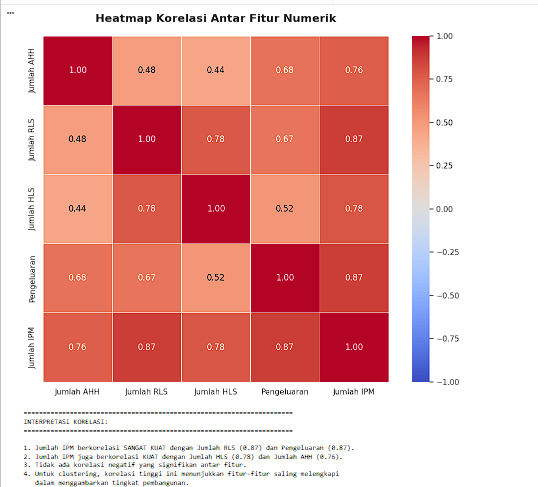 ...
Heatmap Korelasi Antar Fitur Numerik
Jumlah AHH 1.00 0.48 0.44 0.68 0.76
Jumlah RLS 0.48 1.00 0.78 0.67 0.87
Jumlah HLS 0.44 0.78 1.00 0.52 0.78
Pengeluaran 0.68 0.67 0.52 1.00 0.87
Jumlah IPM 0.76 0.87 0.78 0.87 1.00
Jumlah AHH Jumlah RLS Jumlah HLS Pengeluaran Jumlah IPM
1.00
0.75
0.50
0.25
0.00
−0.25
−0.50
−0.75
−1.00
======================================================================
INTERPRETASI KORELASI:
======================================================================
1. Jumlah IPM berkorelasi SANGAT KUAT dengan Jumlah RLS (0.87) dan Pengeluaran (0.87).
2. Jumlah IPM juga berkorelasi KUAT dengan Jumlah HLS (0.78) dan Jumlah AHH (0.76).
3. Tidak ada korelasi negatif yang signifikan antar fitur.
4. Untuk clustering, korelasi tinggi ini menunjukkan fitur-fitur saling melengkapi
dalam menggambarkan tingkat pembangunan.